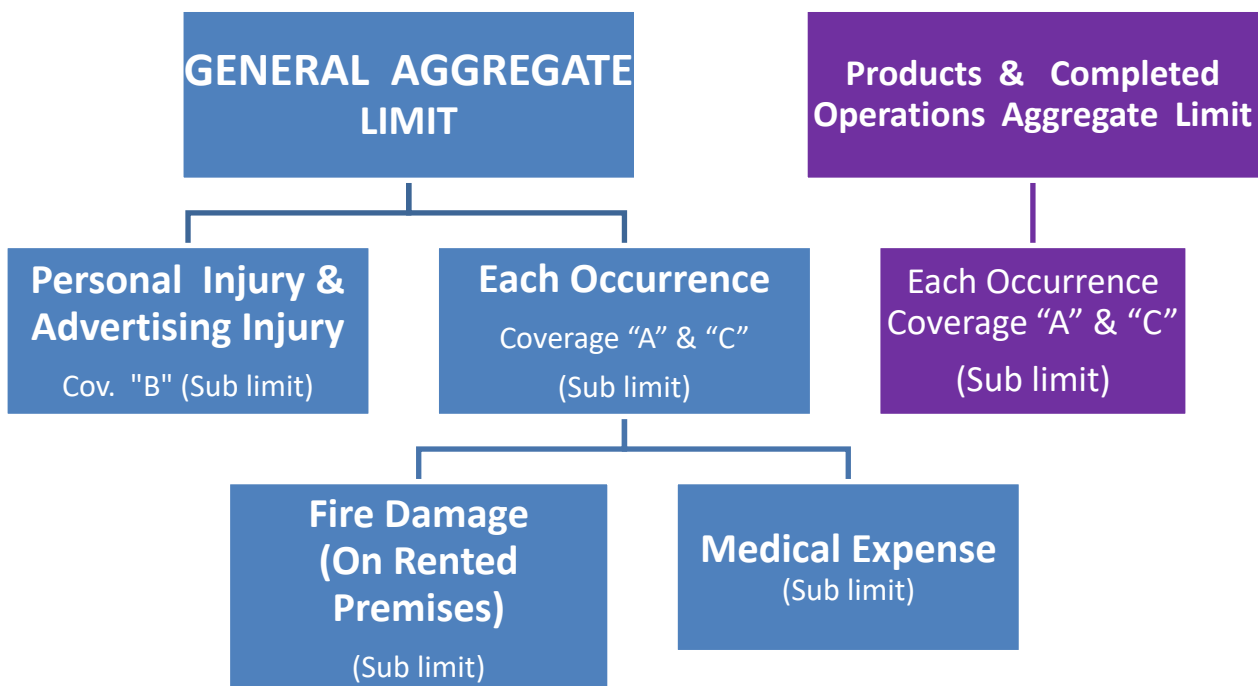 GENERAL AGGREGATE
LIMIT
Products & Completed
Operations Aggregate Limit
Personal Injury &
Advertising Injury
Cov. "B" (Sub limit)
Each Occurrence
Coverage “A” & “C”
(Sub limit)
Each Occurrence
Coverage “A” & “C”
(Sub limit)
Fire Damage
(On Rented
Premises)
(Sub limit)
Medical Expense
(Sub limit)